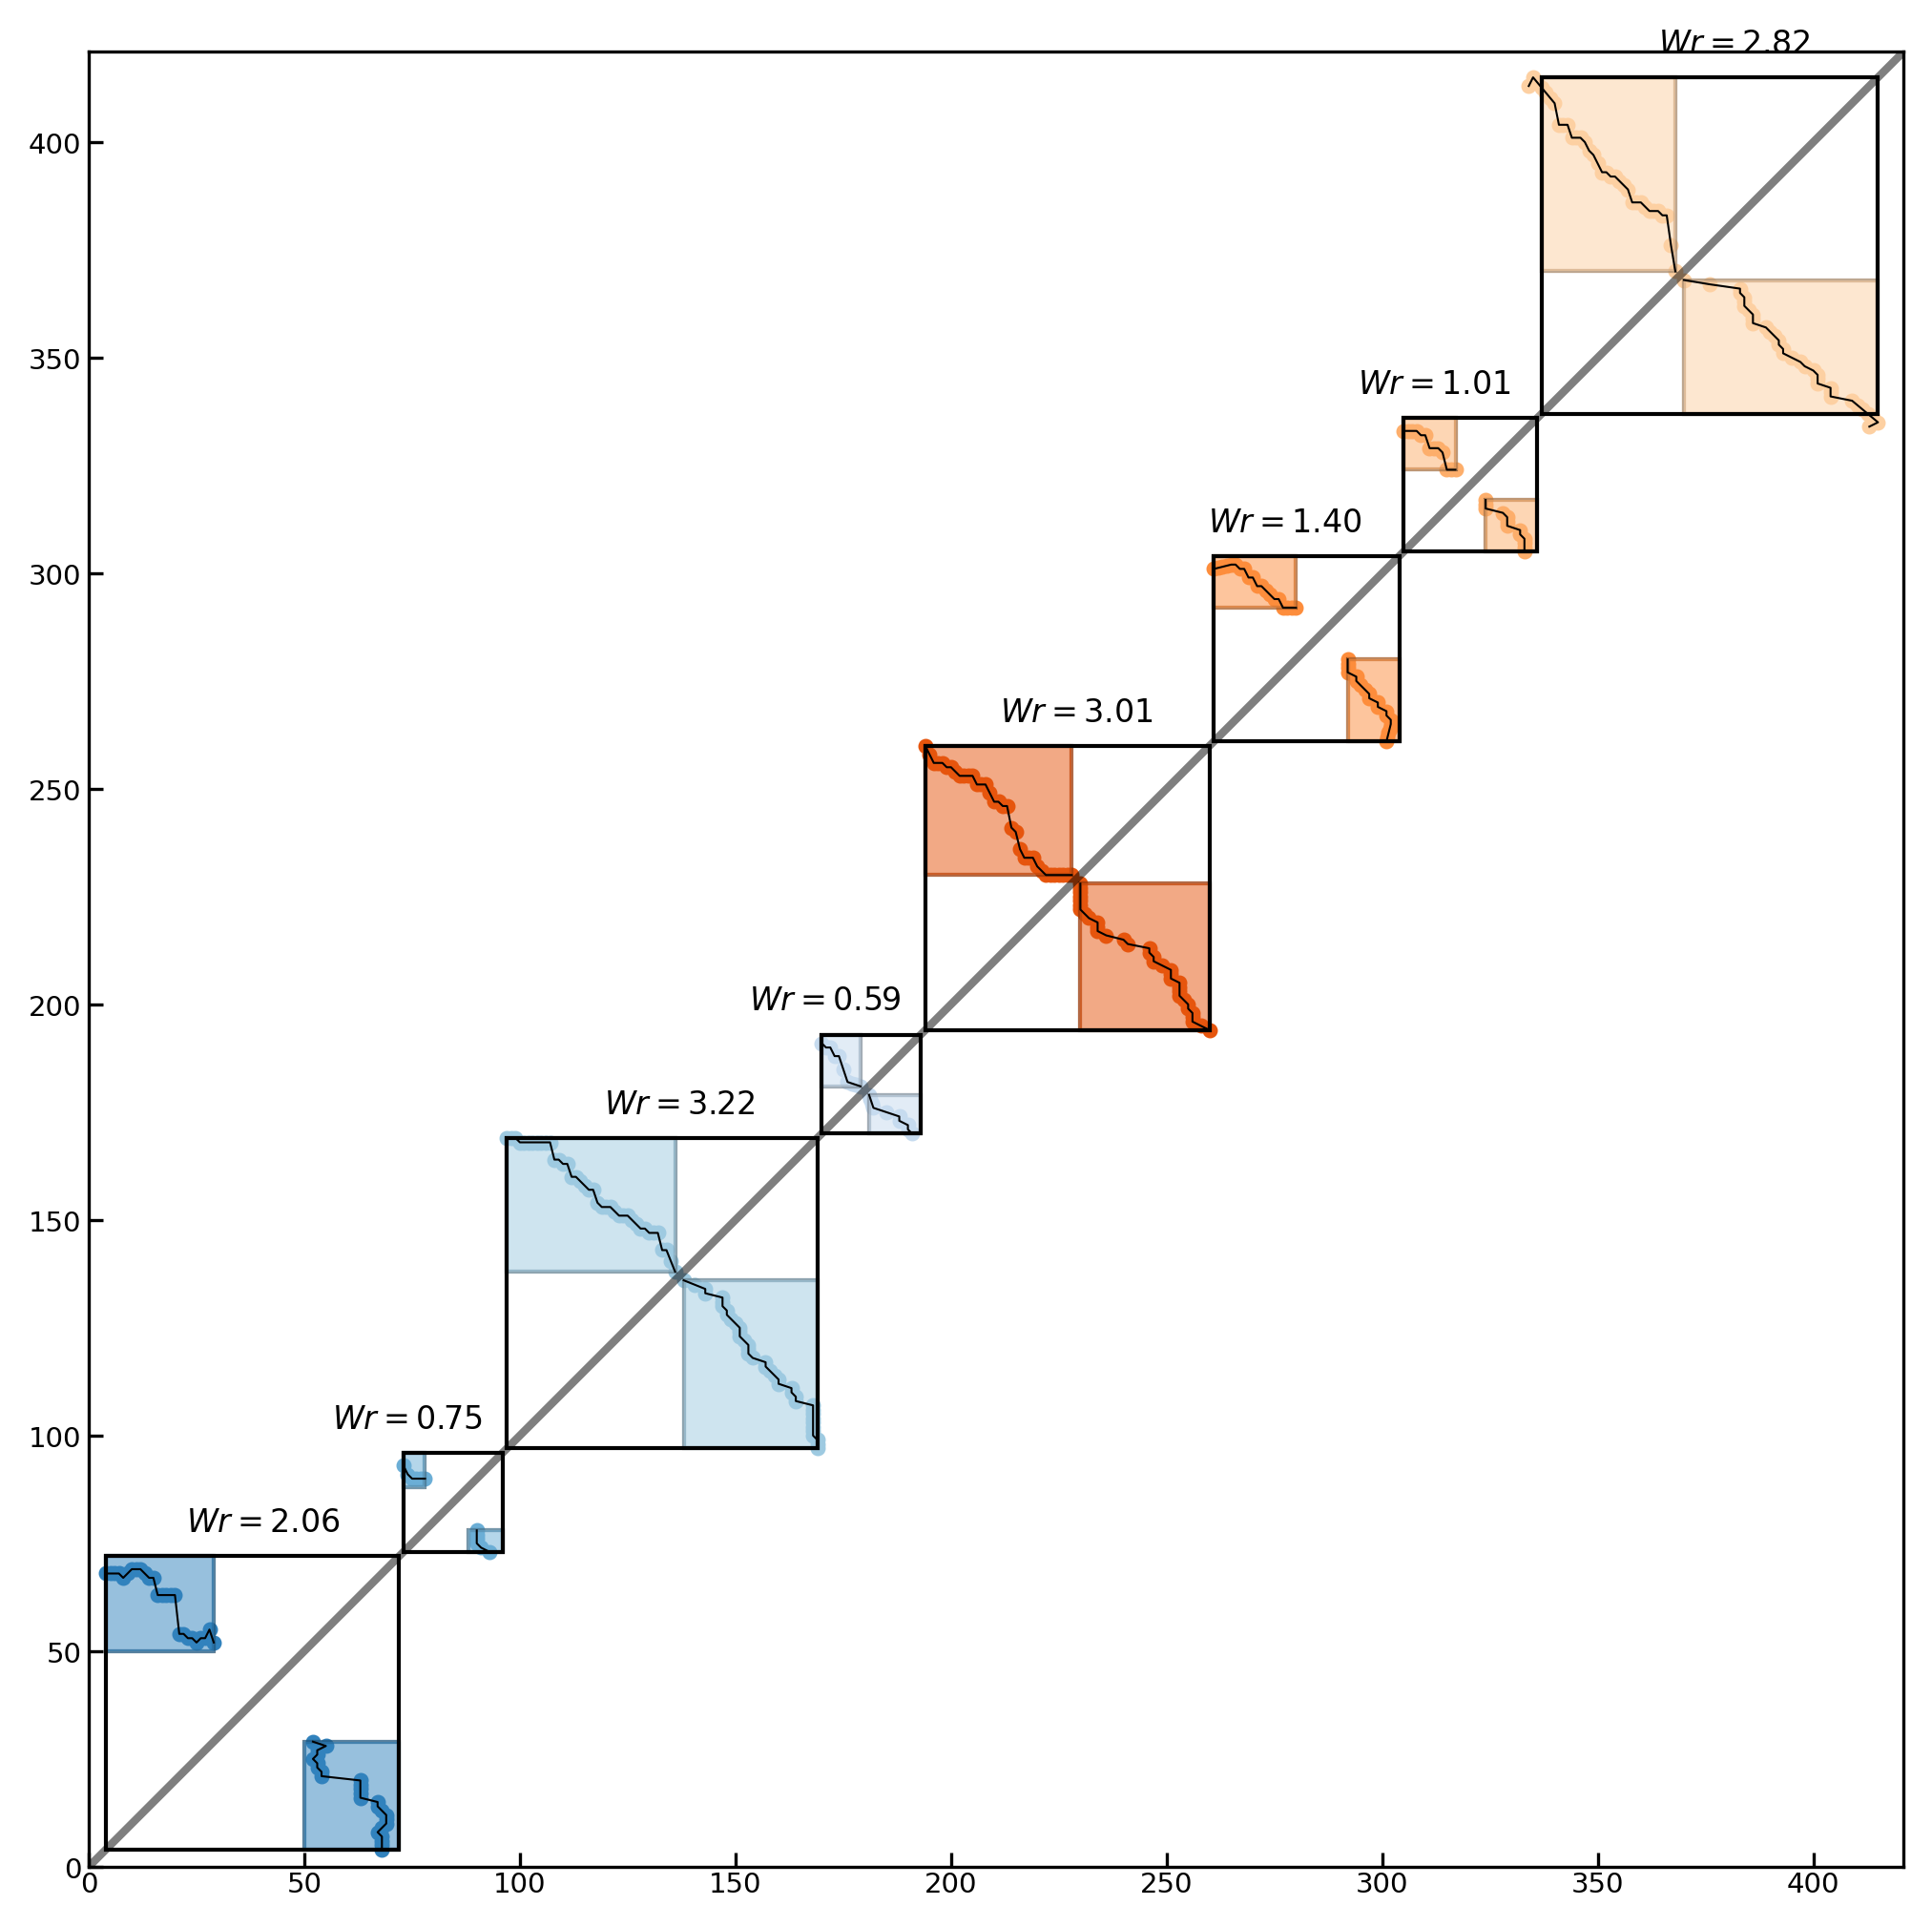 Wr = 2.82
400
350
Wr = 1.01
Wr = 1.40
300
Wr = 3.01
250
Wr = 0.59
200
Wr = 3.22
150
Wr = 0.75
100
Wr = 2.06
50
0
0 50 100 150 200 250 300 350 400